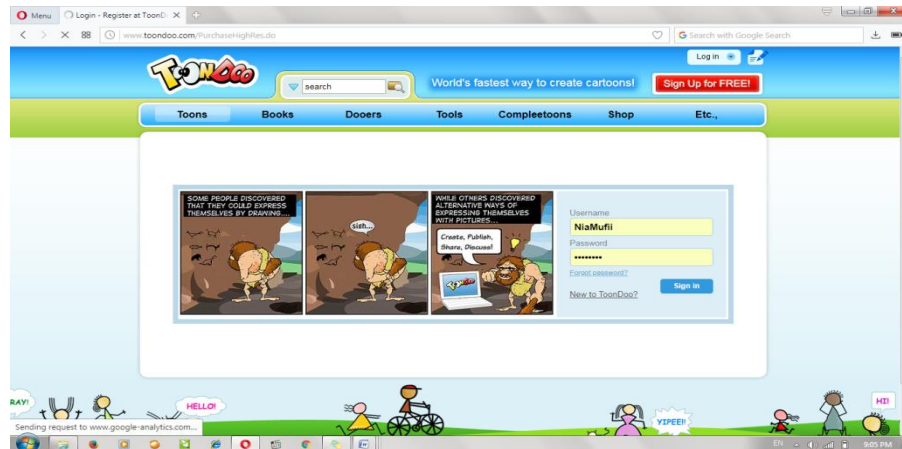 Menu
Login - Register at ToonD
www.toondoo.com/PurchaseHighRes.do
Search with Google Search
TOONDOO
search
World's fastest way to create cartoons!
Log in
Sign Up for FREE!
Toons Books Dooers Tools Compleetoons Shop Etc.,
SOME PEOPLE DISCOVERED
THAT THEY COULD EXPRESS
THEMSELVES BY DRAWING....
sigh...
WHILE OTHERS DISCOVERED
ALTERNATIVE WAYS OF
EXPRESSING THEMSELVES
WITH PICTURES...
Create, Publish,
Share, Discuss!
Username
NiaMufii
Password
••••••••
Forgot password?
Sign in
New to ToonDoo?
RAY!
HELLO!
YIPEE!!
HI!
Sending request to www.google-analytics.com...
EN
9:05 PM